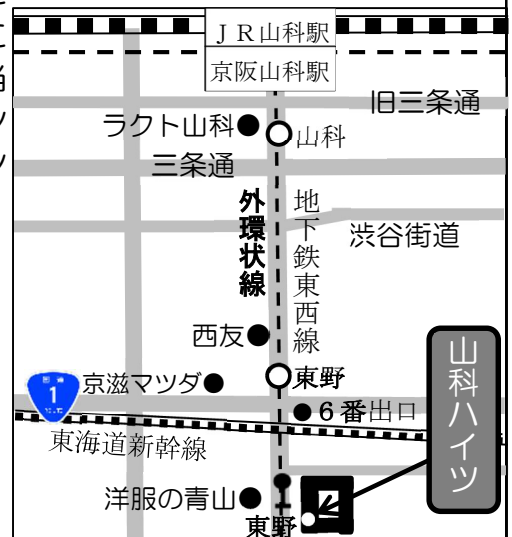 JR山科駅
京阪山科駅
旧三条通
ラクト山科●
山科
三条通
外環状線
地下鉄東西線
渋谷街道
西友●
山科ハイツ
1
京滋マツダ●
東野
●6番出口
東海道新幹線
洋服の青山●
東野